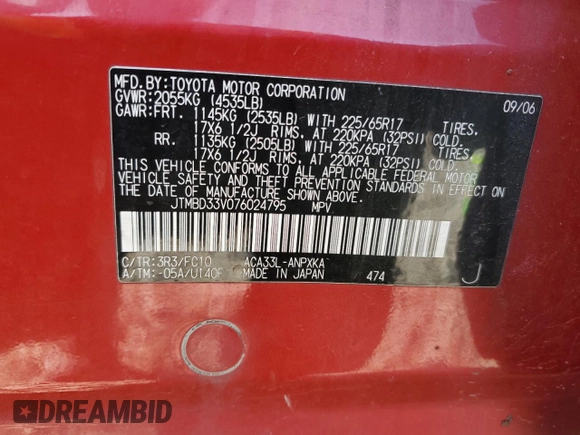 MFD. BY: TOYOTA MOTOR CORPORATION 09/06
GVWR: 2055KG (4535LB)
GAWR: FRT. 1145KG (2535LB) WITH 225/65R17 TIRES,
17X6 1/2J RIMS, AT 220KPA (32PSI) COLD.
RR. 1135KG (2505LB) WITH 225/65R17 TIRES,
17X6 1/2J RIMS, AT 220KPA (32PSI) COLD.
THIS VEHICLE CONFORMS TO ALL APPLICABLE FEDERAL MOTOR
VEHICLE SAFETY AND THEFT PREVENTION STANDARDS IN EFFECT ON
THE DATE OF MANUFACTURE SHOWN ABOVE.
JTMBD33V076024795 MPV
C/TR: 3R3/FC10 ACA33L-ANPXKA
A/TM: -05A/U140F MADE IN JAPAN 474 J
DREAMBID